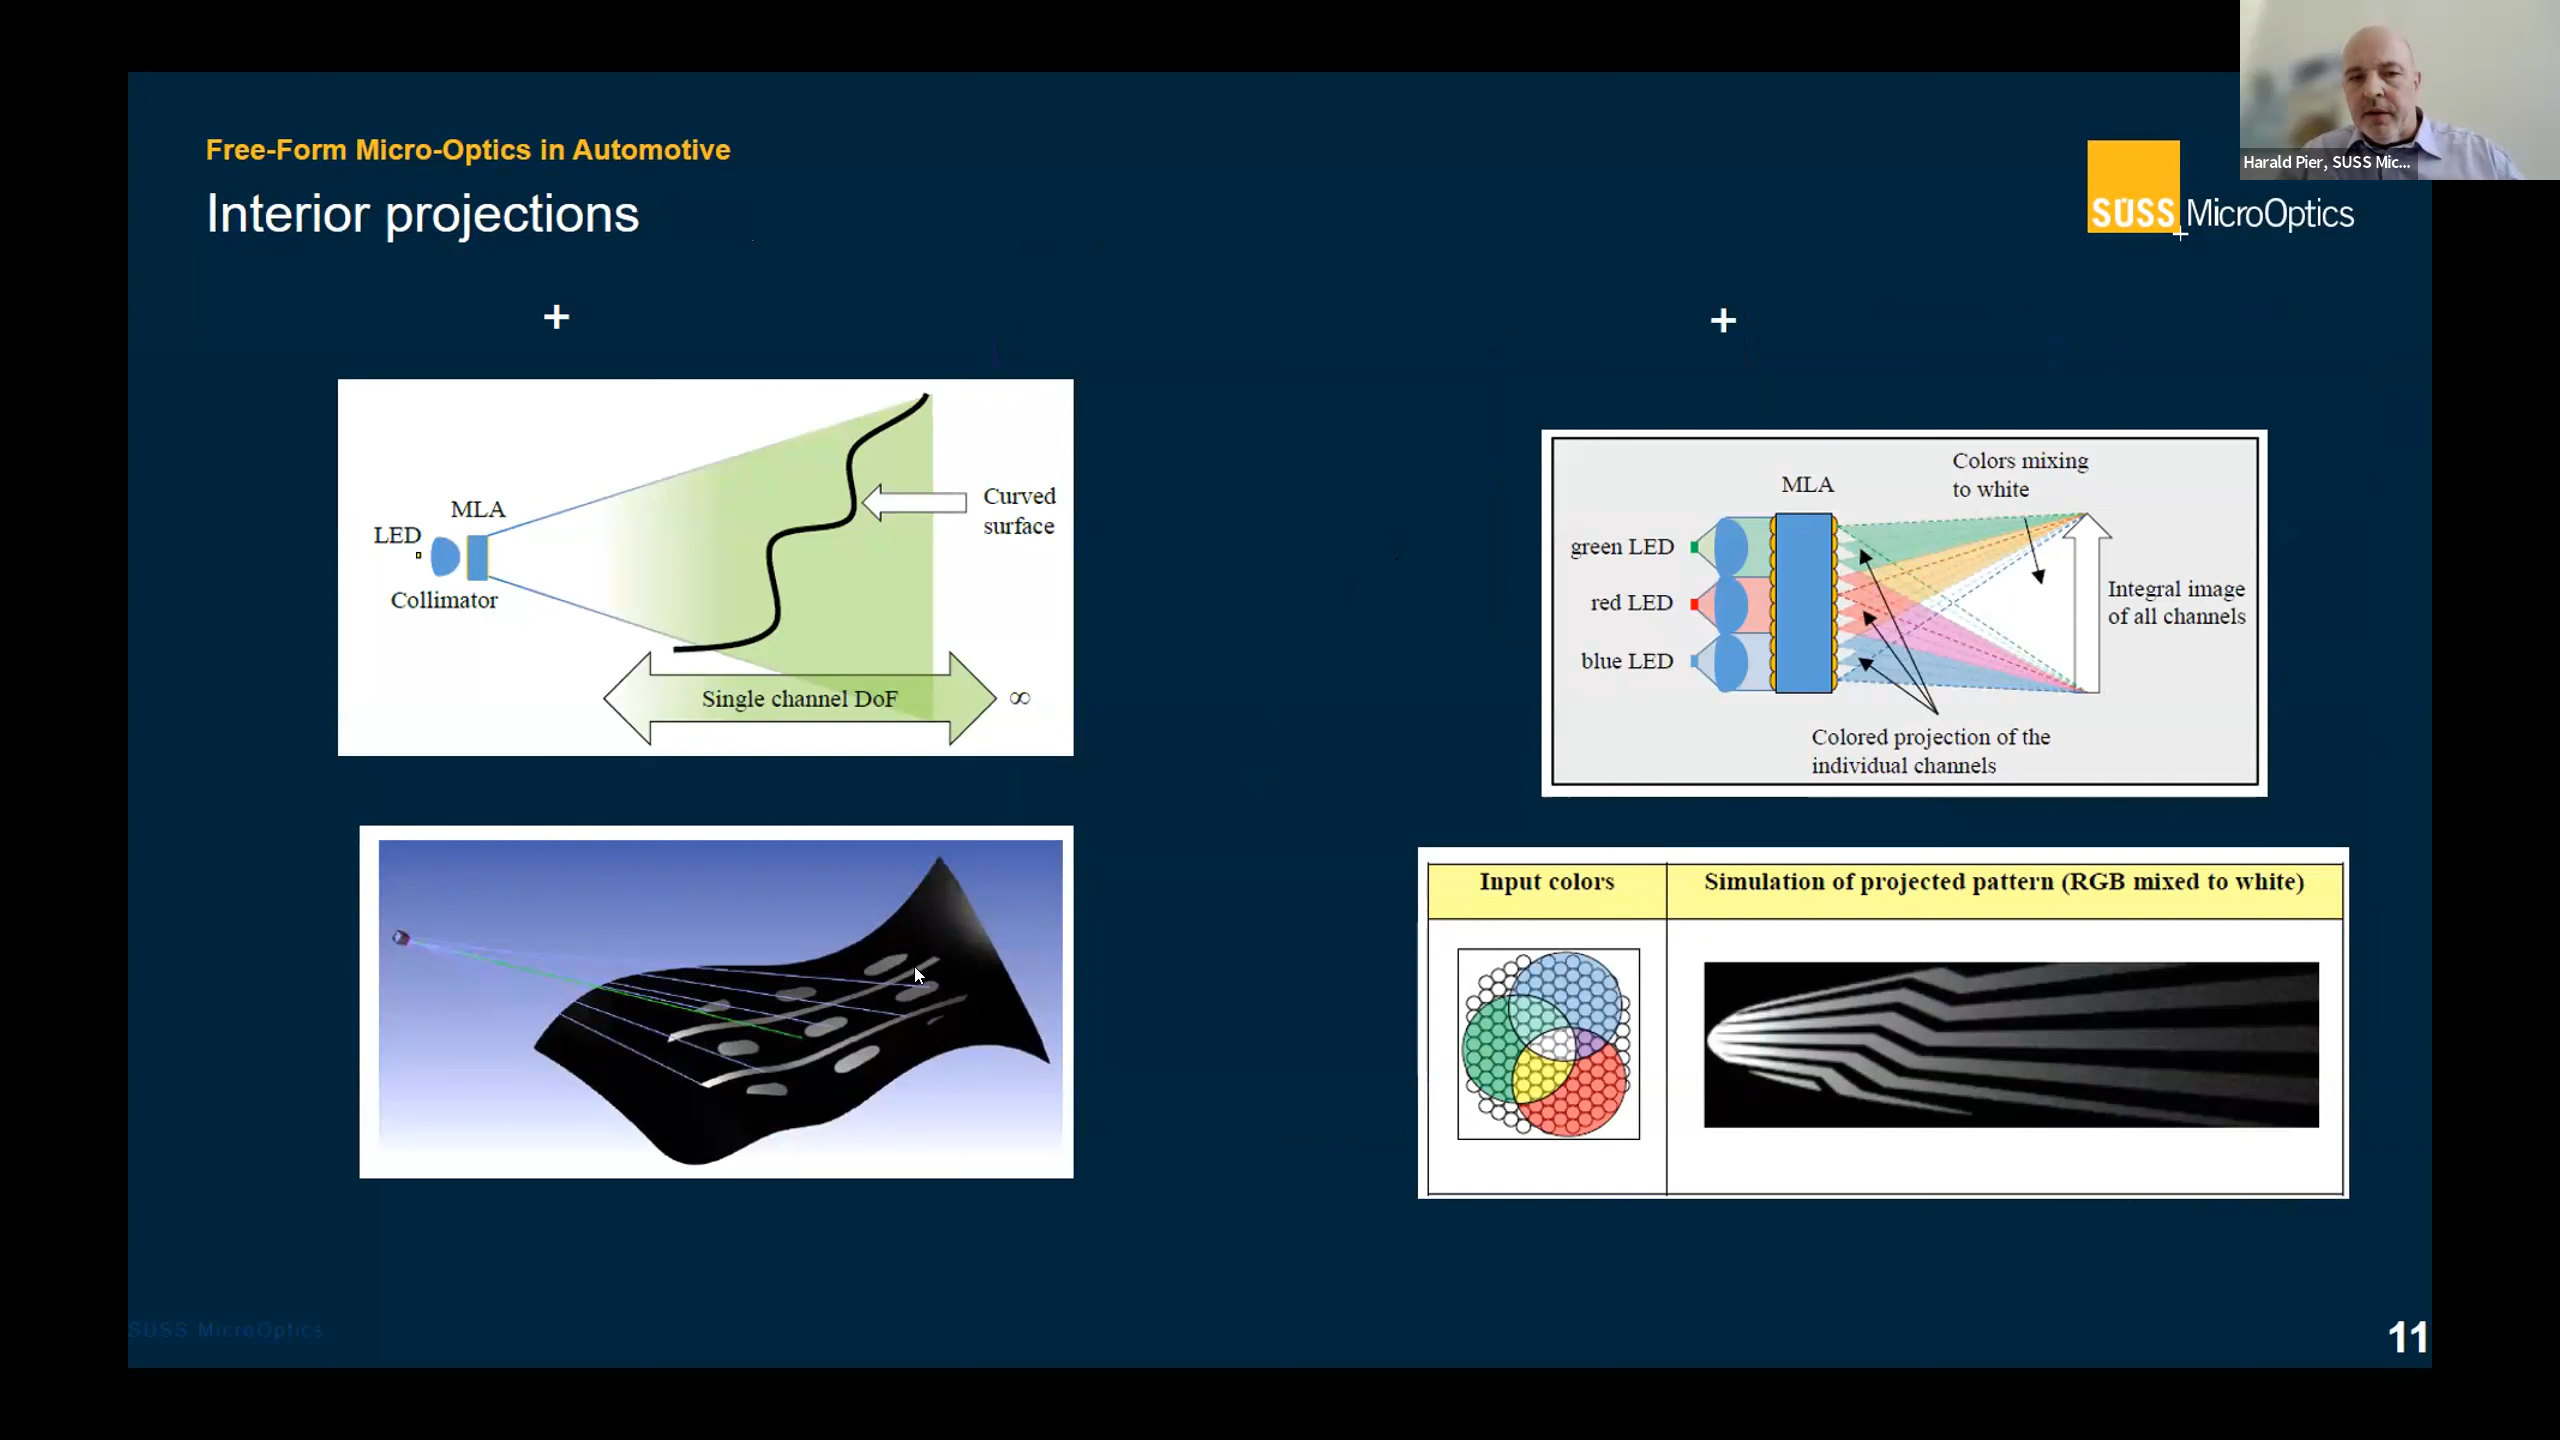 Harald Pier, SUSS Mic...
Free-Form Micro-Optics in Automotive
Interior projections
SUSS MicroOptics
+
+
LED
MLA
Collimator
Curved
surface
Single channel DoF
∞
MLA
Colors mixing
to white
green LED
red LED
blue LED
Integral image
of all channels
Colored projection of the
individual channels
Input colors
Simulation of projected pattern (RGB mixed to white)
SUSS MicroOptics
11